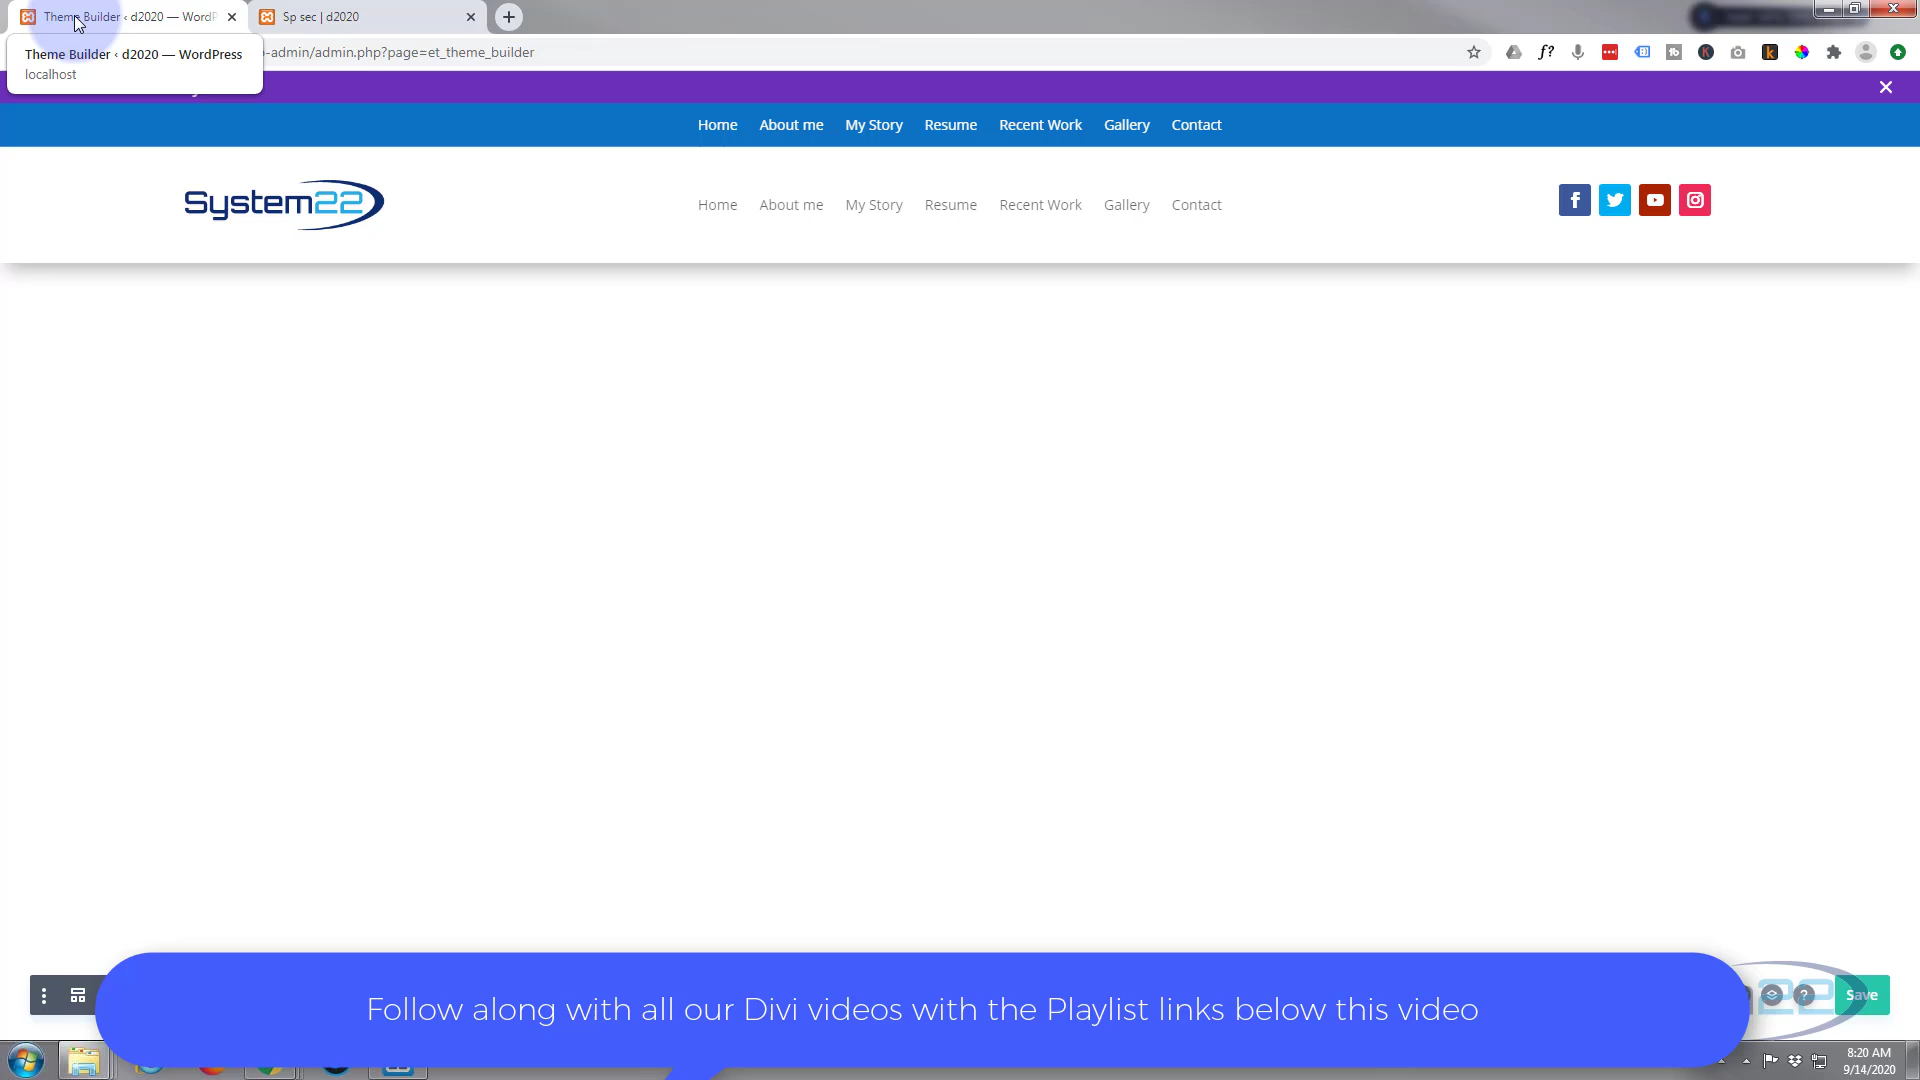 Theme Builder ‹ d2020 — WordP
Sp sec | d2020
Theme Builder ‹ d2020 — WordPress
localhost
-admin/admin.php?page=et_theme_builder
Home About me My Story Resume Recent Work Gallery Contact
System22
Home About me My Story Resume Recent Work Gallery Contact
Follow along with all our Divi videos with the Playlist links below this video
22
Save
8:20 AM
9/14/2020